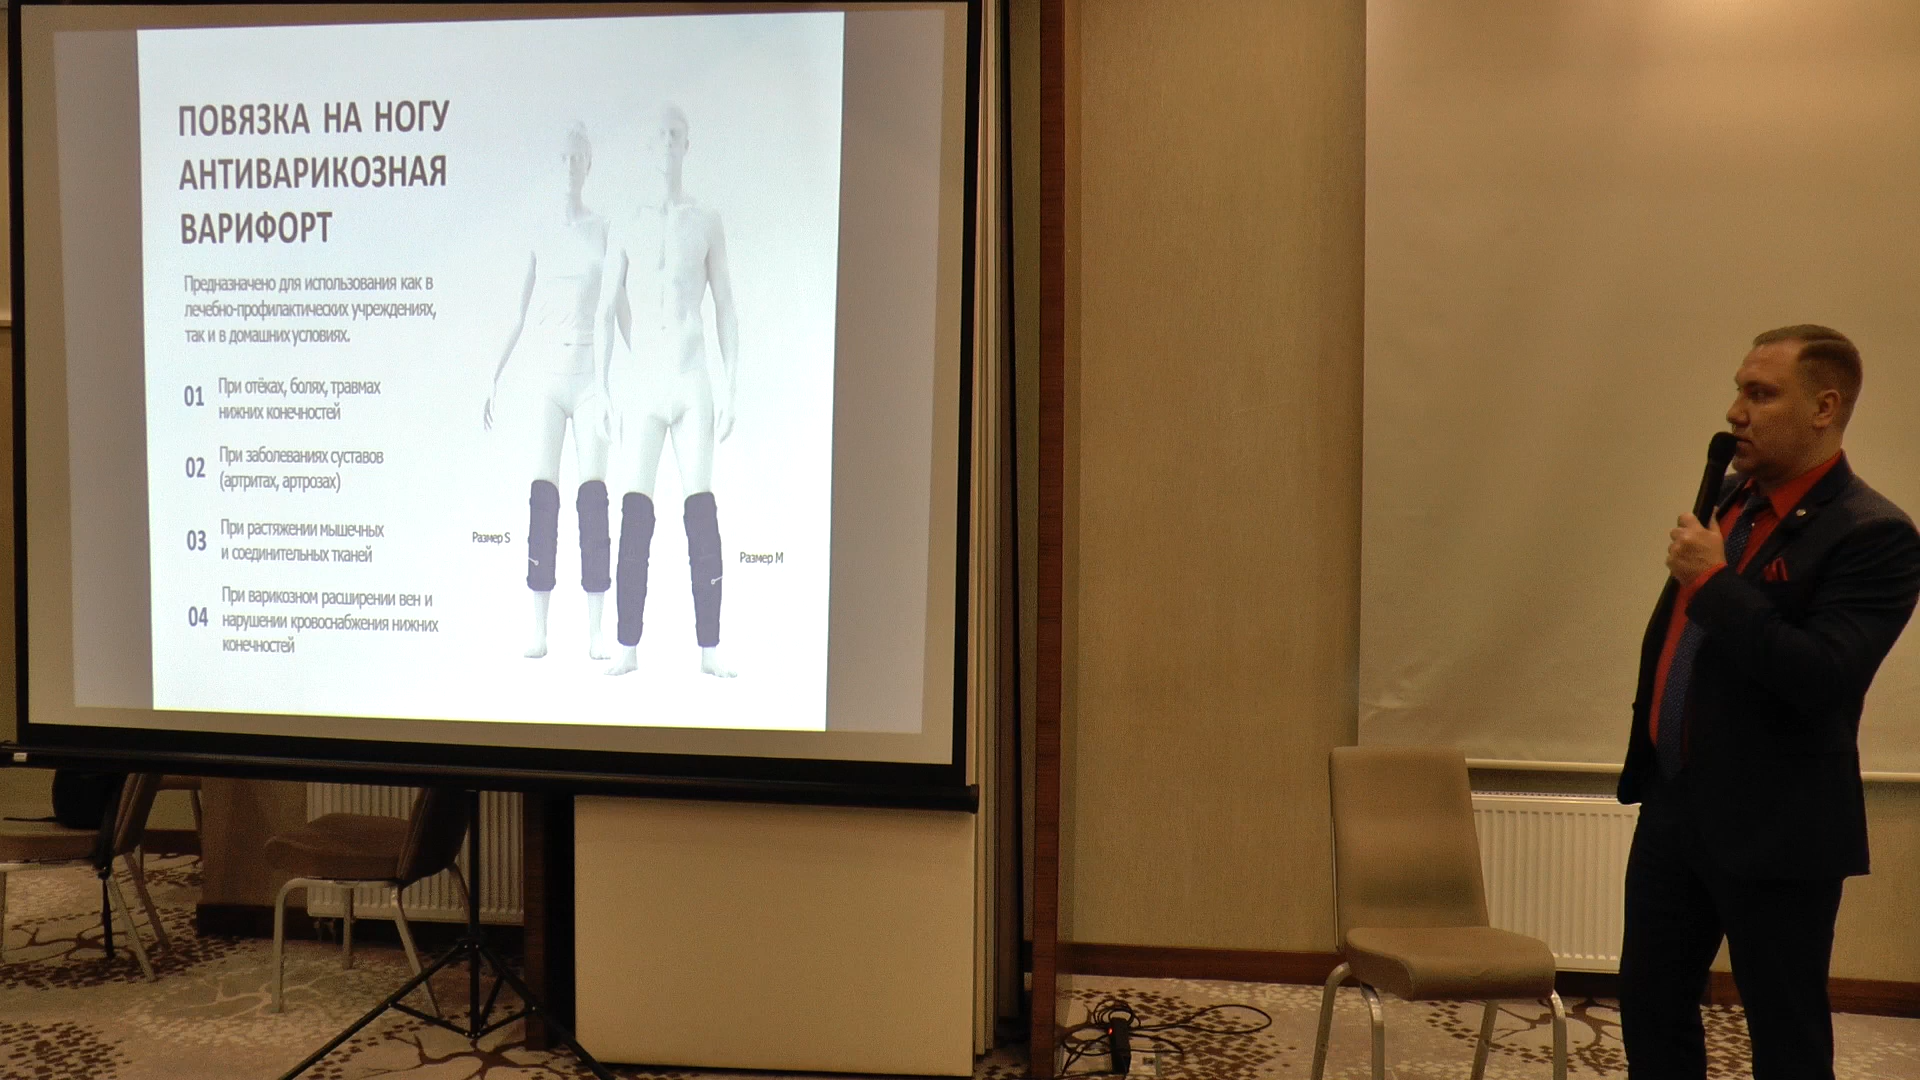 ПОВЯЗКА НА НОГУ
АНТИВАРИКОЗНАЯ
ВАРИФОРТ
Предназначено для использования как в
лечебно-профилактических учреждениях,
так и в домашних условиях.
01 При отёках, болях, травмах
нижних конечностей
02 При заболеваниях суставов
(артритах, артрозах)
03 При растяжении мышечных
и соединительных тканей
04 При варикозном расширении вен и
нарушении кровоснабжения нижних
конечностей
Размер S
Размер M